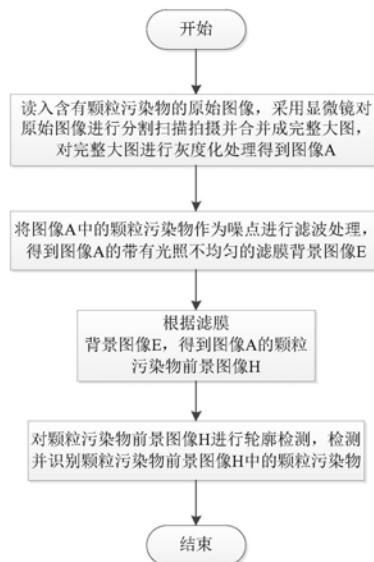 开始
读入含有颗粒污染物的原始图像，采用显微镜对
原始图像进行分割扫描拍摄并合并成完整大图，
对完整大图进行灰度化处理得到图像A
将图像A中的颗粒污染物作为噪点进行滤波处理，
得到图像A的带有光照不均匀的滤膜背景图像E
根据滤膜
背景图像E，得到图像A的颗粒
污染物前景图像H
对颗粒污染物前景图像H进行轮廓检测，检测
并识别颗粒污染物前景图像H中的颗粒污染物
结束